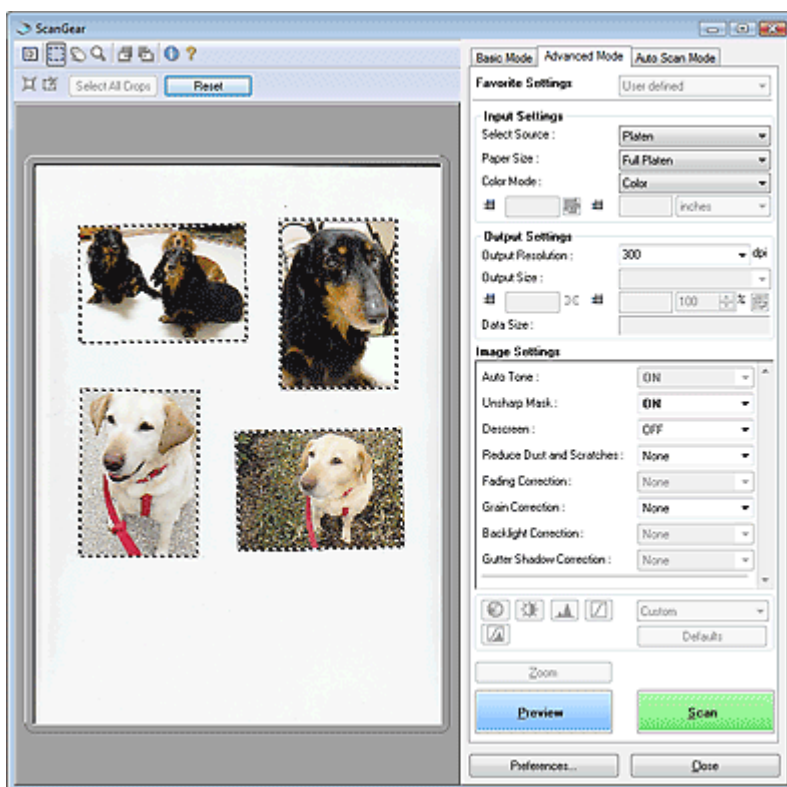 ScanGear
Select All Crops Reset
Basic Mode Advanced Mode Auto Scan Mode
Favorite Settings User defined
Input Settings
Select Source : Platen
Paper Size : Full Platen
Color Mode : Color
inches
Output Settings
Output Resolution : 300 dpi
Output Size :
100 %
Data Size :
Image Settings
Auto Tone : ON
Unsharp Mask : ON
Descreen : OFF
Reduce Dust and Scratches : None
Fading Correction : None
Grain Correction : None
Backlight Correction : None
Gutter Shadow Correction : None
Custom
Defaults
Zoom
Preview Scan
Preferences... Close